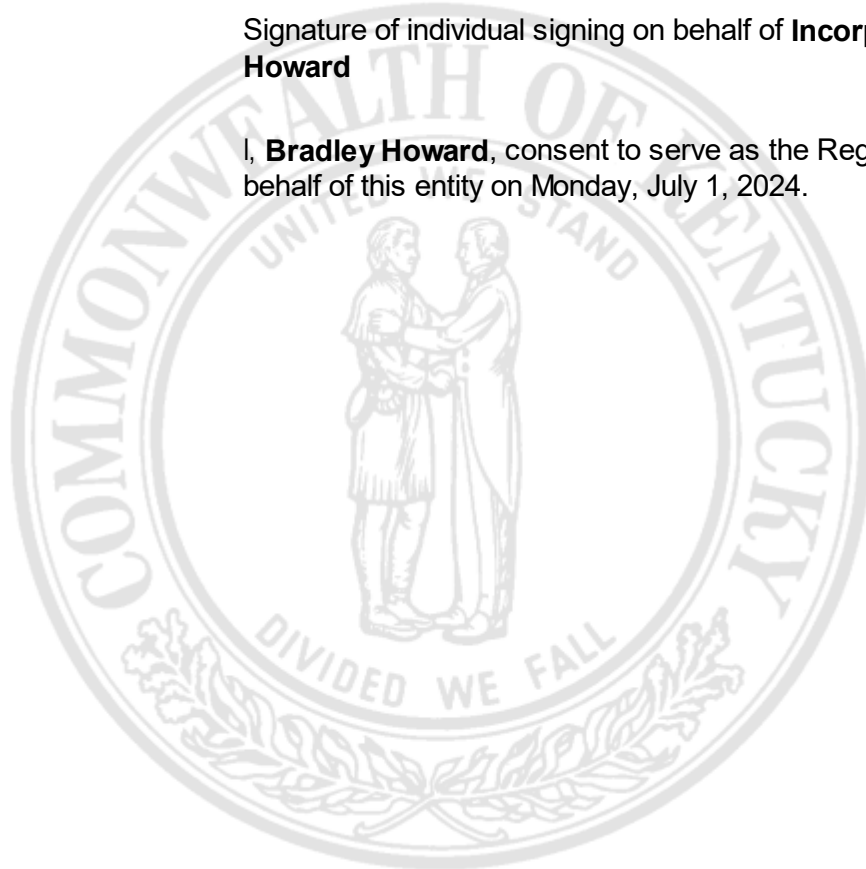 Signature of individual signing on behalf of Incorp
Howard
I, Bradley Howard, consent to serve as the Reg
behalf of this entity on Monday, July 1, 2024.
COMMONWEALTH OF KENTUCKY
UNITED WE STAND
DIVIDED WE FALL